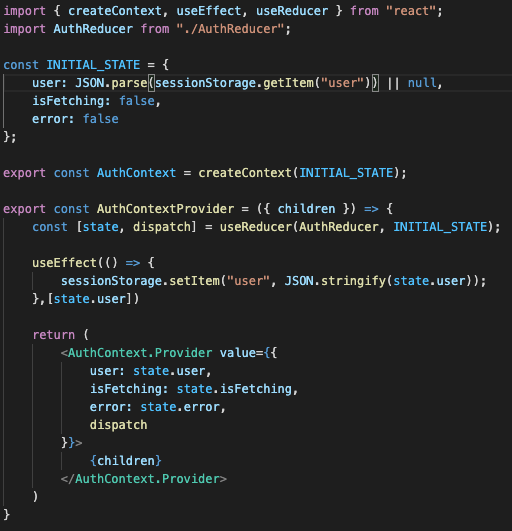 import { createContext, useEffect, useReducer } from "react";
import AuthReducer from "./AuthReducer";
const INITIAL_STATE = {
user: JSON.parse(sessionStorage.getItem("user")) || null,
isFetching: false,
error: false
};
export const AuthContext = createContext(INITIAL_STATE);
export const AuthContextProvider = ({ children }) => {
const [state, dispatch] = useReducer(AuthReducer, INITIAL_STATE);
useEffect(() => {
sessionStorage.setItem("user", JSON.stringify(state.user));
},[state.user])
return (
<AuthContext.Provider value={{
user: state.user,
isFetching: state.isFetching,
error: state.error,
dispatch
}}>
{children}
</AuthContext.Provider>
)
}